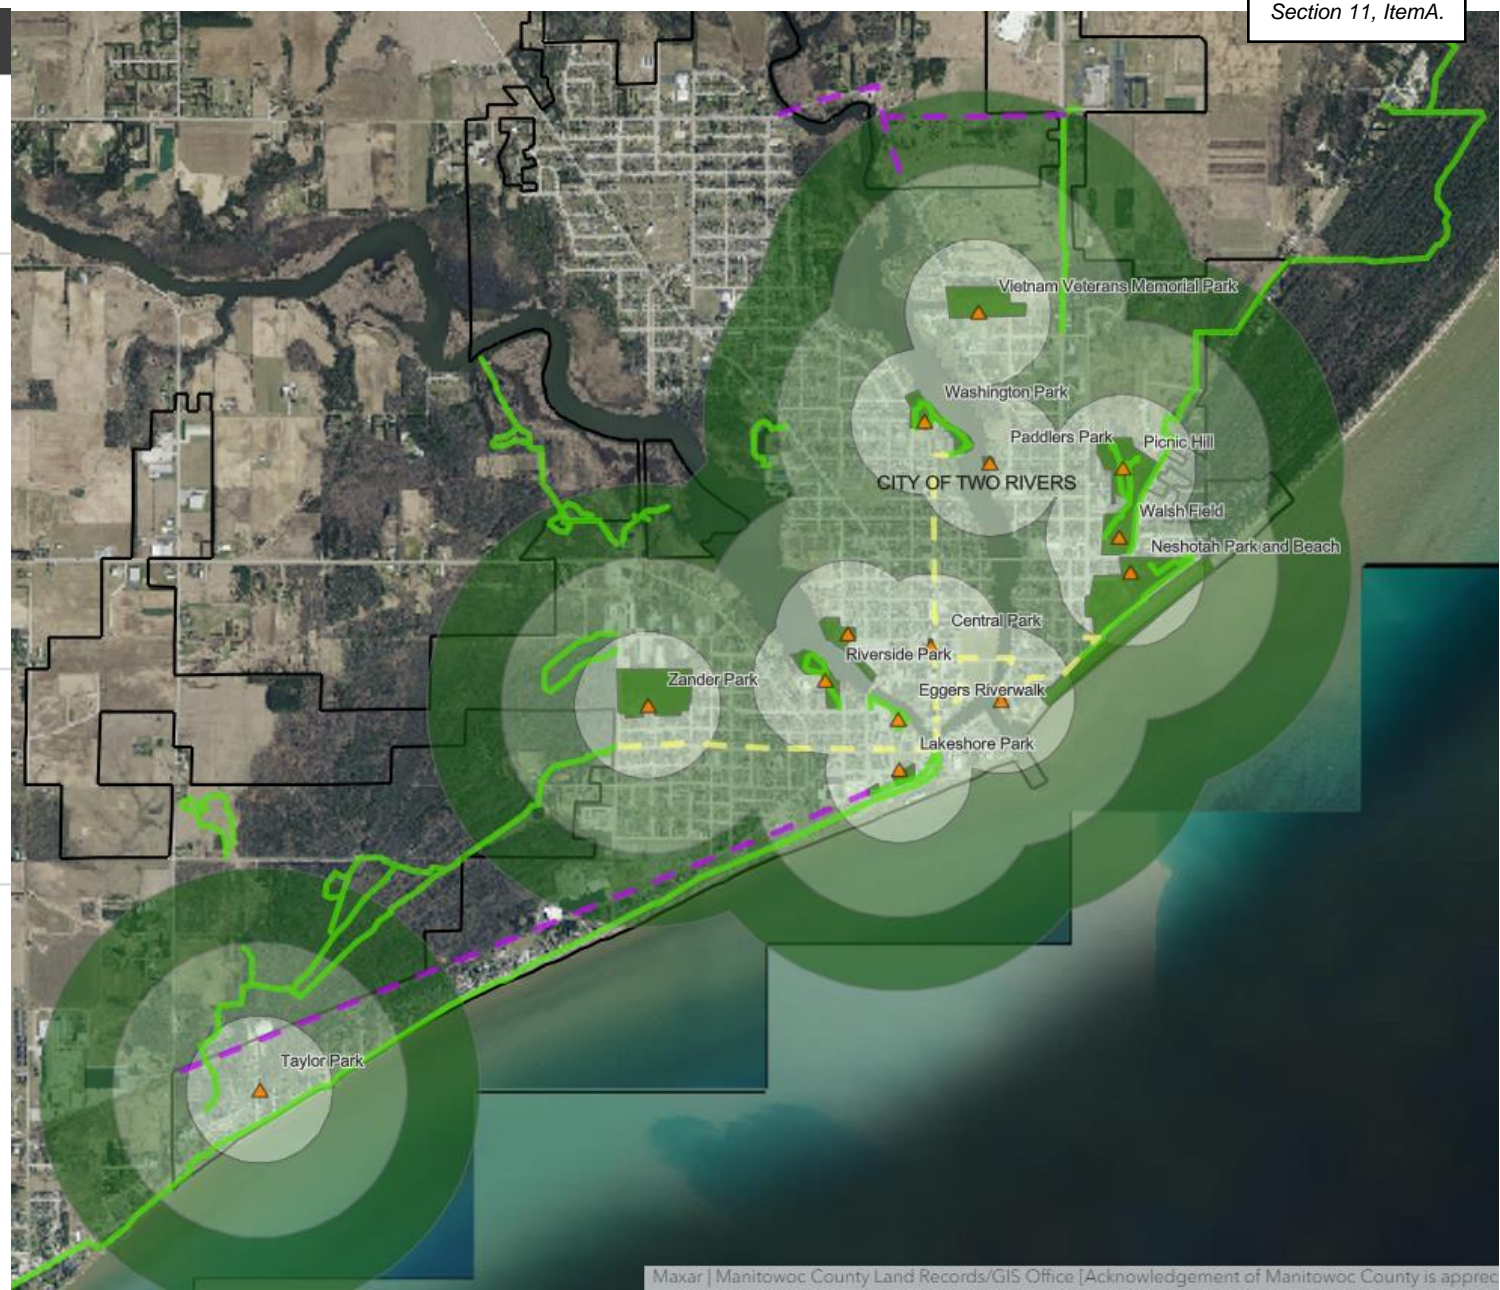 Section 11, ItemA.
Vietnam Veterans Memorial Park
Washington Park
Paddlers Park
Picnic Hill
CITY OF TWO RIVERS
Walsh Field
Neshotah Park and Beach
Central Park
Riverside Park
Zander Park
Eggers Riverwalk
Lakeshore Park
Taylor Park
Maxar | Manitowoc County Land Records/GIS Office [Acknowledgement of Manitowoc County is apprec